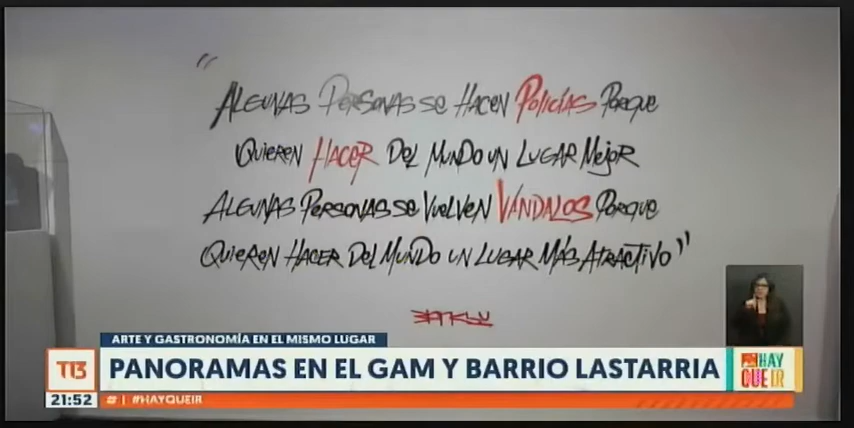 "ALGUNAS PERSONAS SE HACEN POLICÍAS PORQUE
QUIEREN HACER DEL MUNDO UN LUGAR MEJOR
ALGUNAS PERSONAS SE VUELVEN VÁNDALOS PORQUE
QUIEREN HACER DEL MUNDO UN LUGAR MÁS ATRACTIVO"
BANKSY
ARTE Y GASTRONOMÍA EN EL MISMO LUGAR
T13 PANORAMAS EN EL GAM Y BARRIO LASTARRIA
HAY
QUE IR
21:52 # | #HAYQUEIR